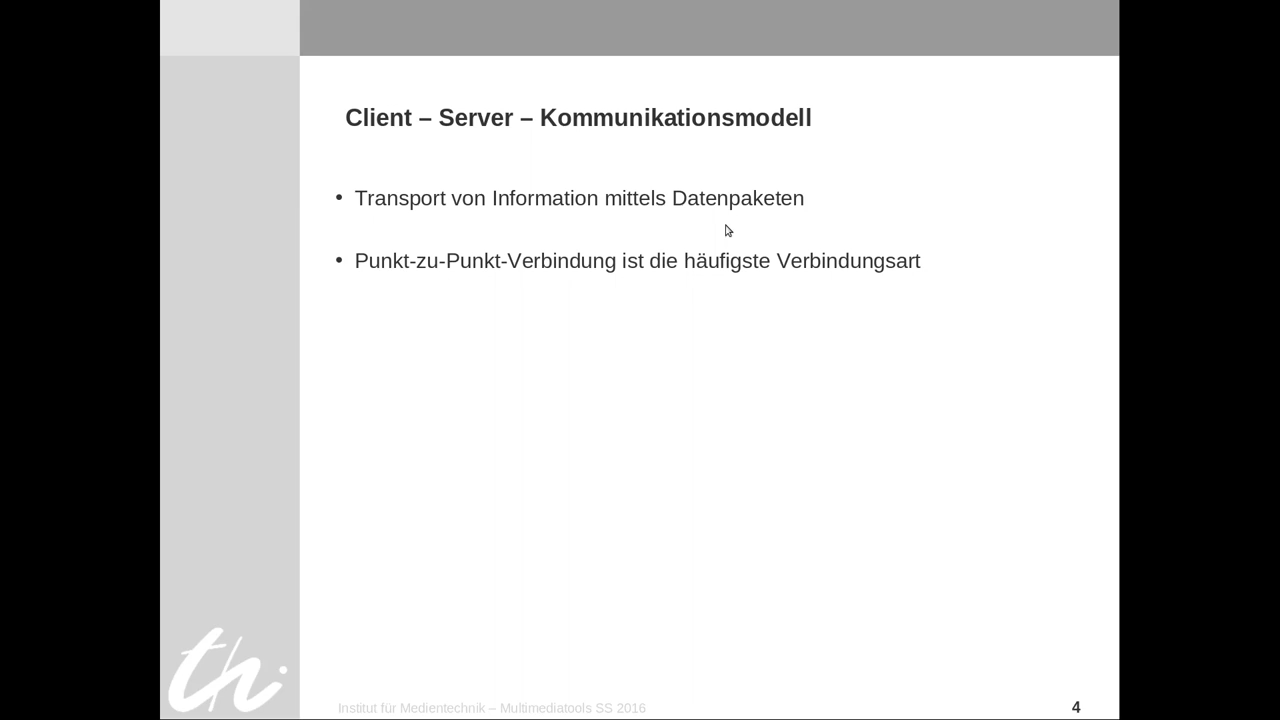 Client – Server – Kommunikationsmodell
• Transport von Information mittels Datenpaketen
• Punkt-zu-Punkt-Verbindung ist die häufigste Verbindungsart
th
Institut für Medientechnik – Multimediatools SS 2016
4